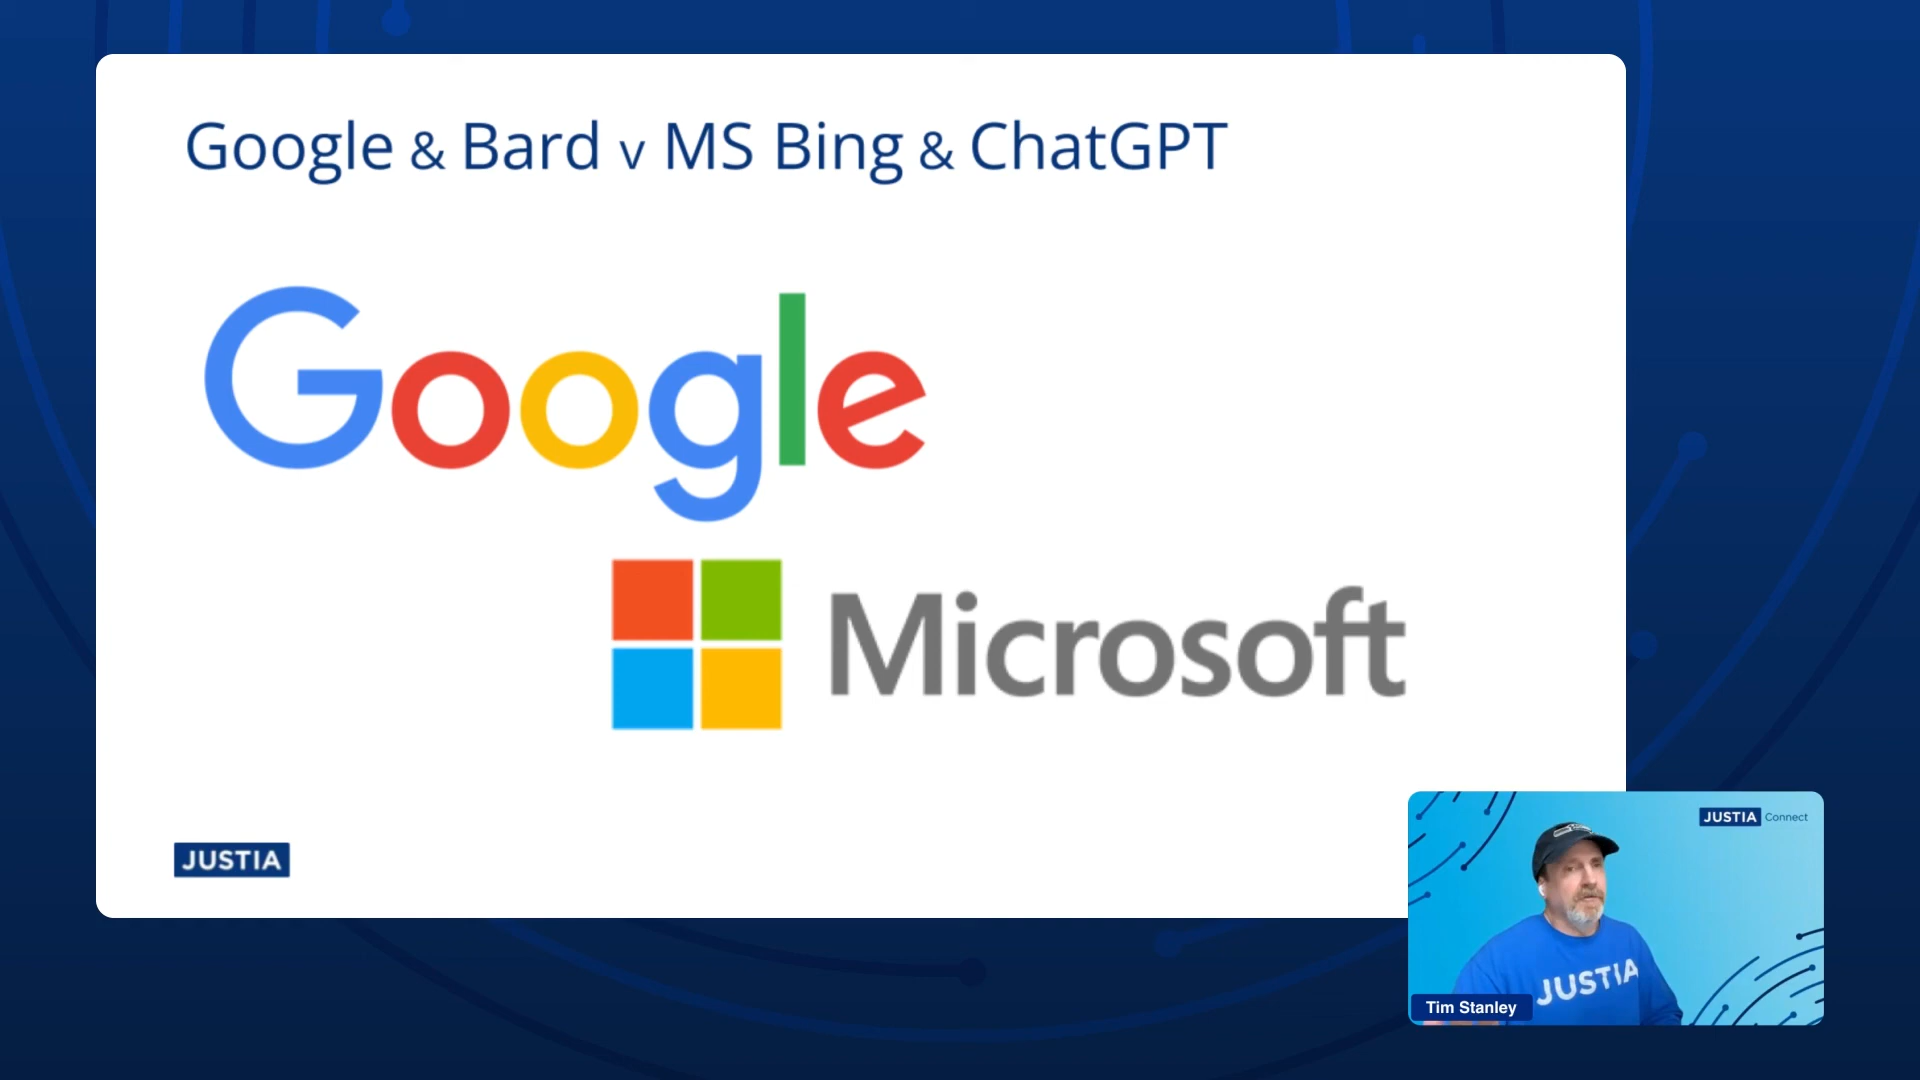 Google & Bard v MS Bing & ChatGPT
Google
Microsoft
JUSTIA
JUSTIA Connect
JUSTIA
Tim Stanley